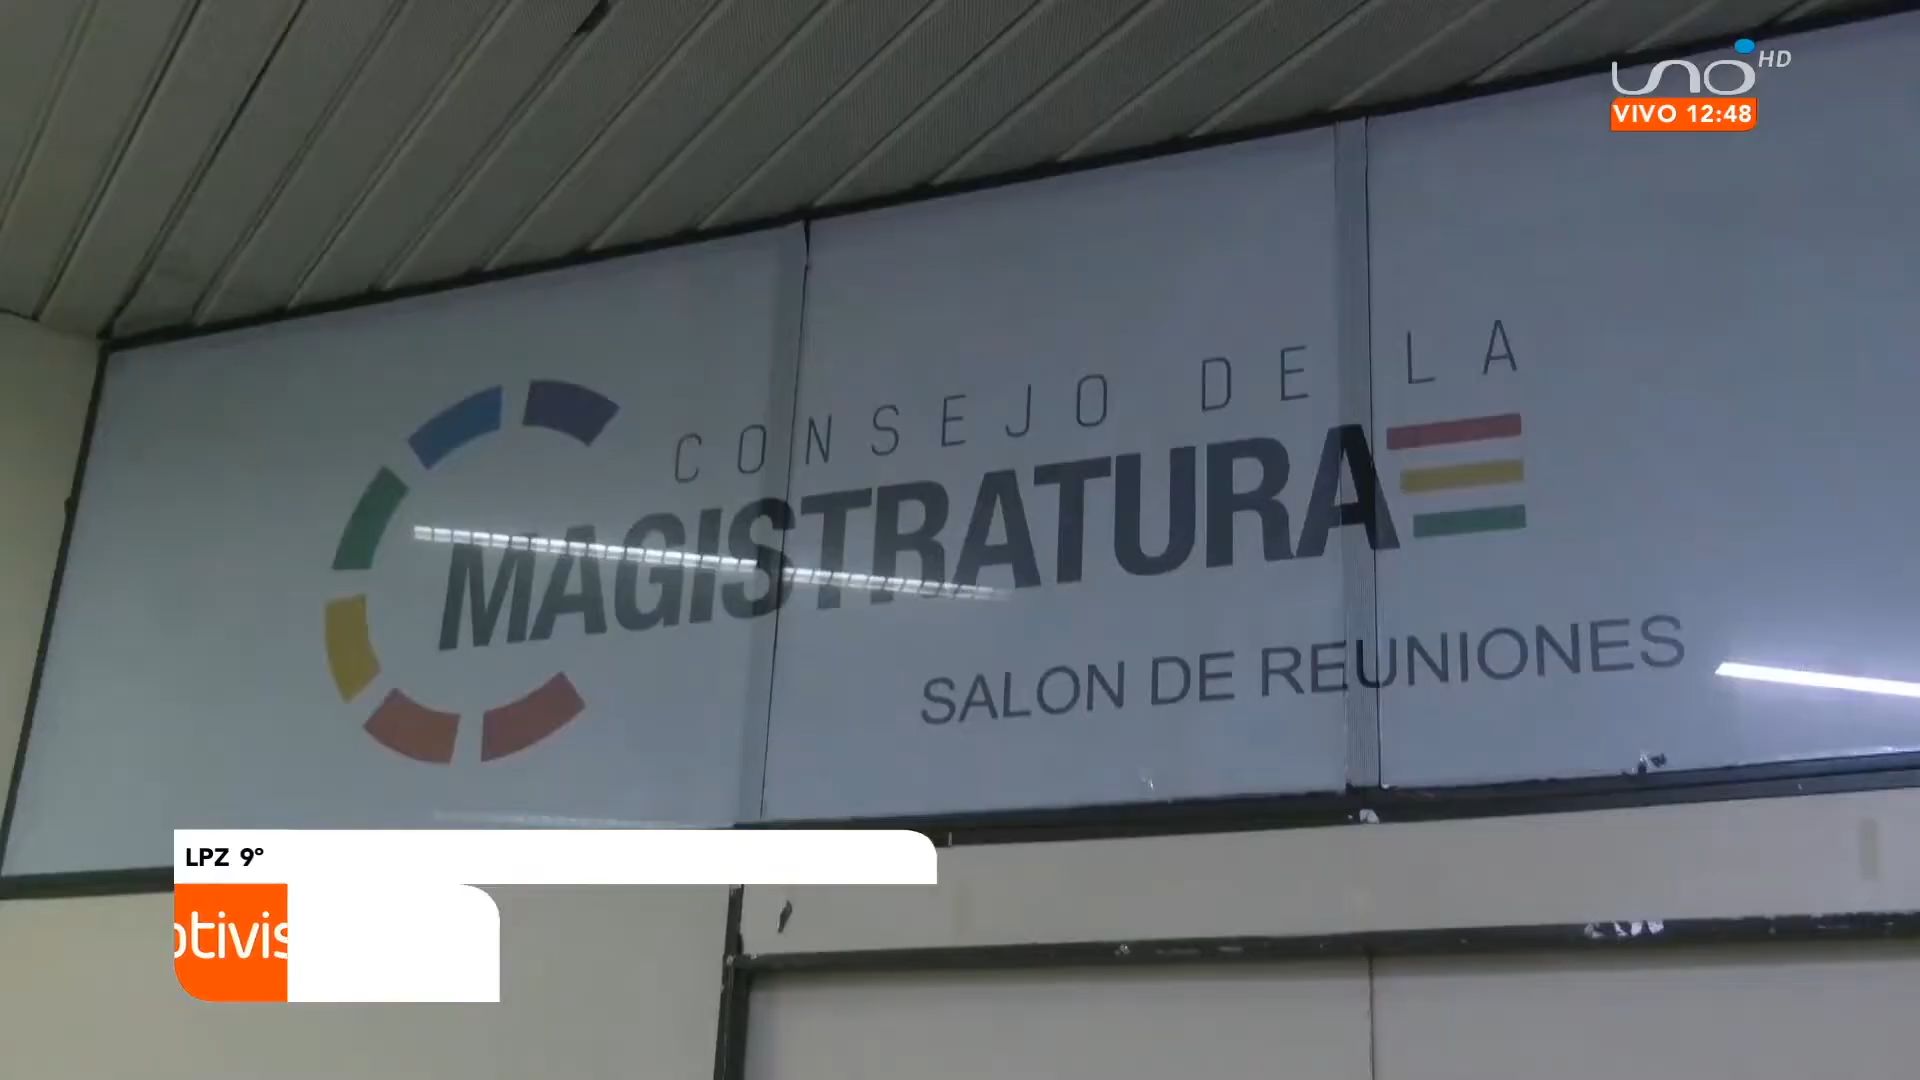 uno HD
VIVO 12:48
CONSEJO DE LA
MAGISTRATURA
SALON DE REUNIONES
LPZ 9°
otivis